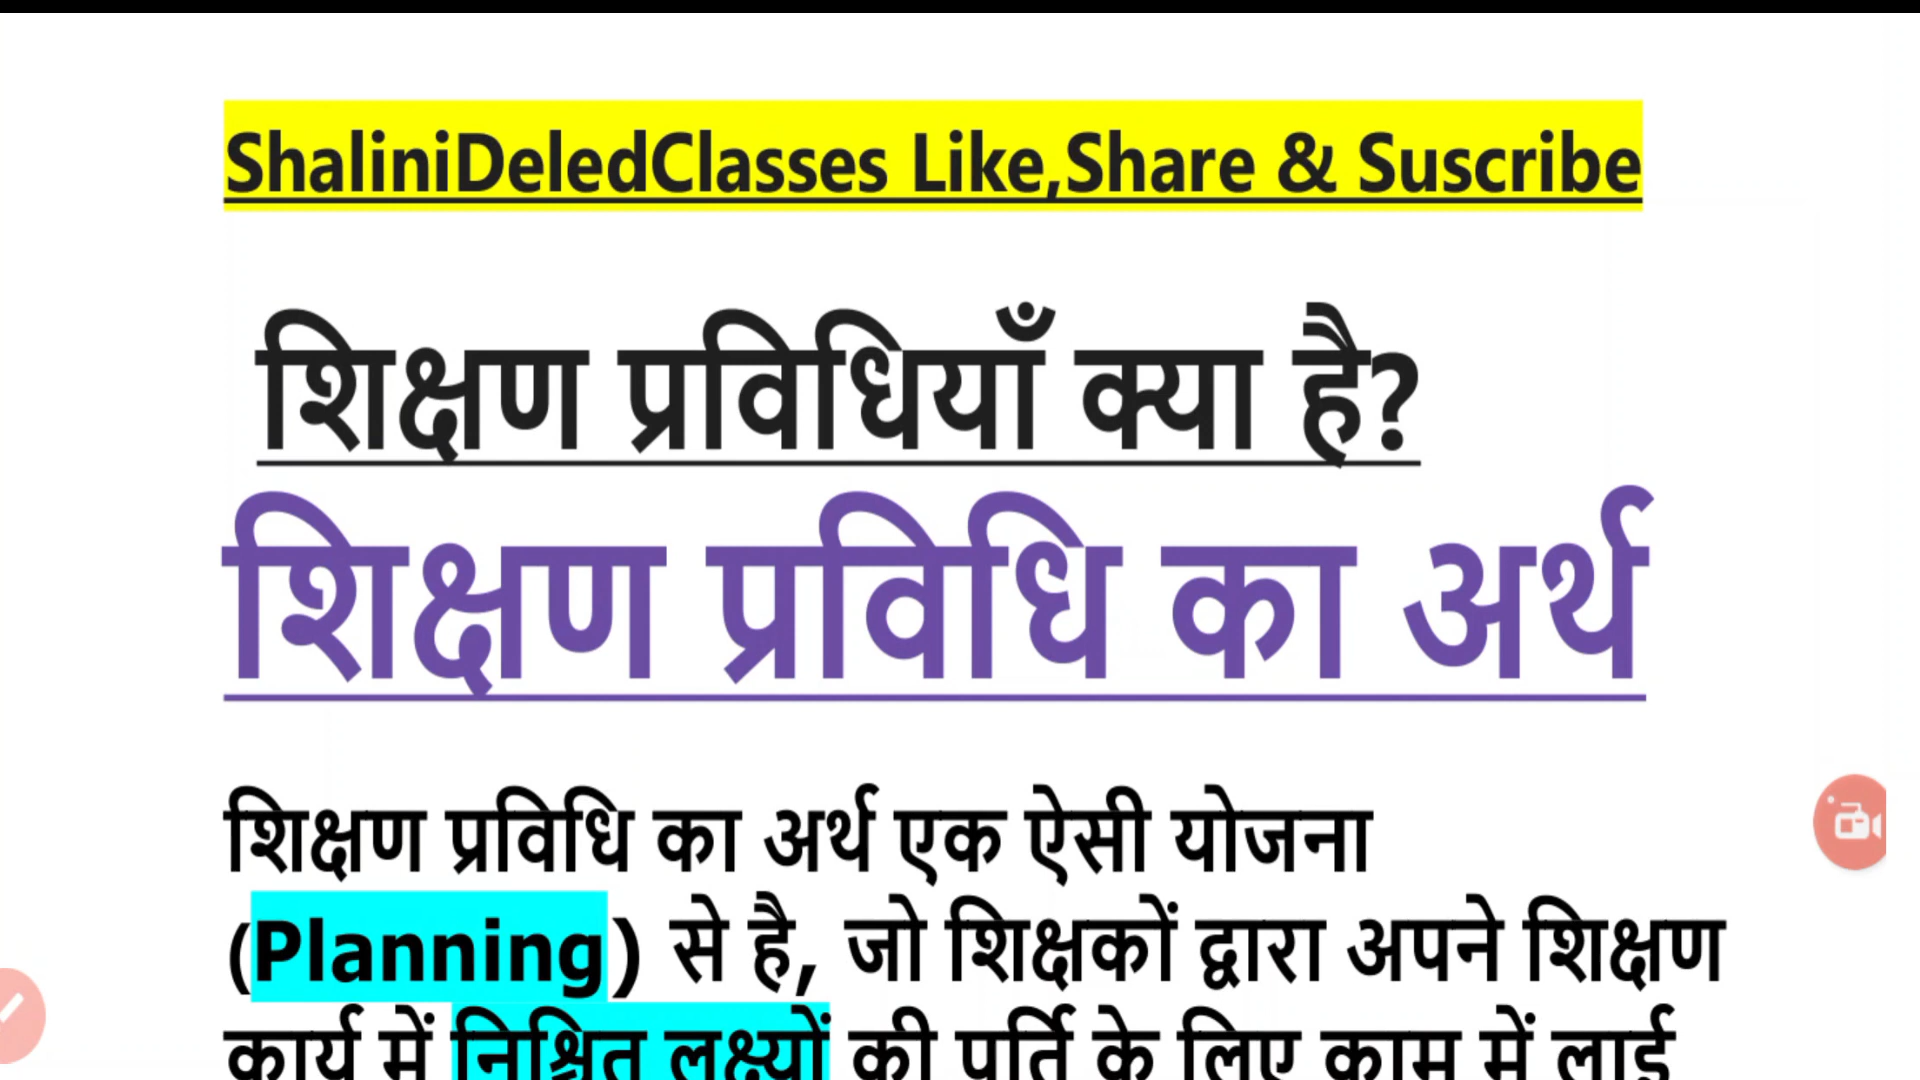 ShaliniDeledClasses Like,Share & Suscribe
शिक्षण प्रविधियाँ क्या है?
शिक्षण प्रविधि का अर्थ
शिक्षण प्रविधि का अर्थ एक ऐसी योजना
(Planning) से है, जो शिक्षकों द्वारा अपने शिक्षण
कार्य में निश्चित लक्ष्यों की पूर्ति के लिए काम में लाई